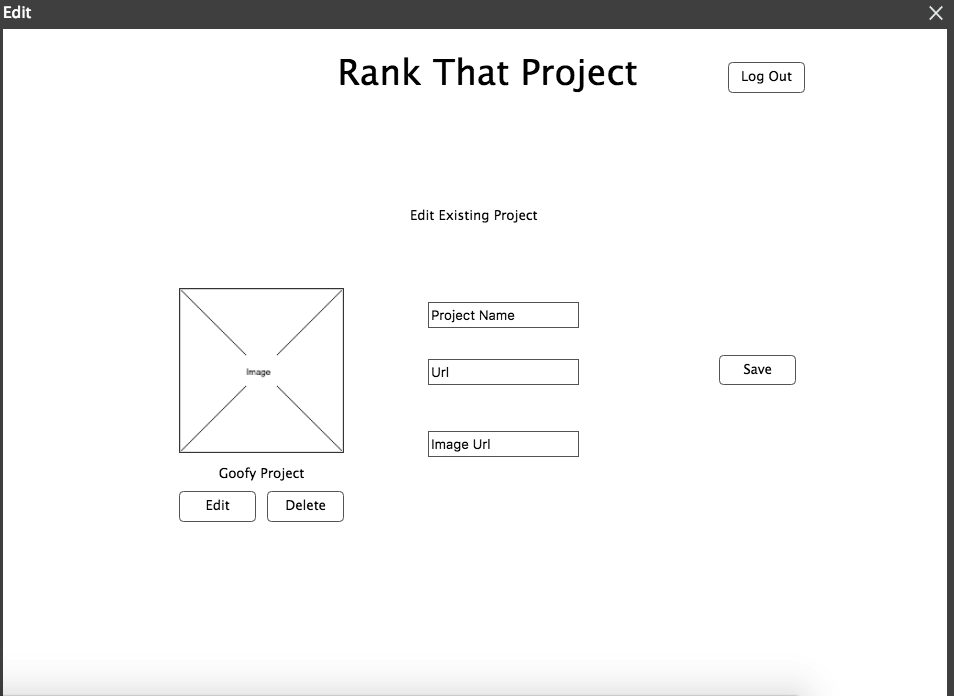 Edit
Rank That Project
Log Out
Edit Existing Project
Image
Goofy Project
Edit Delete
Project Name
Url
Image Url
Save